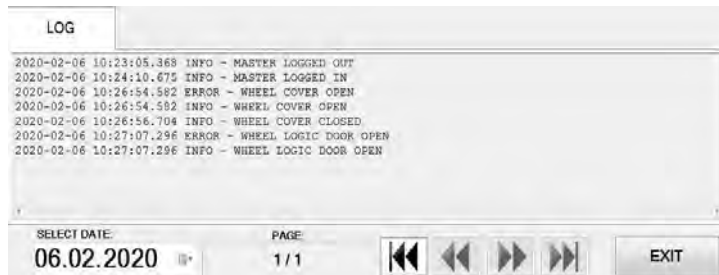 LOG
2020-02-06 10:23:05.368 INFO - MASTER LOGGED OUT
2020-02-06 10:24:10.675 INFO - MASTER LOGGED IN
2020-02-06 10:26:54.582 ERROR - WHEEL COVER OPEN
2020-02-06 10:26:54.582 INFO - WHEEL COVER OPEN
2020-02-06 10:26:56.704 INFO - WHEEL COVER CLOSED
2020-02-06 10:27:07.296 ERROR - WHEEL LOGIC DOOR OPEN
2020-02-06 10:27:07.296 INFO - WHEEL LOGIC DOOR OPEN
SELECT DATE: PAGE:
06.02.2020 1/1 EXIT